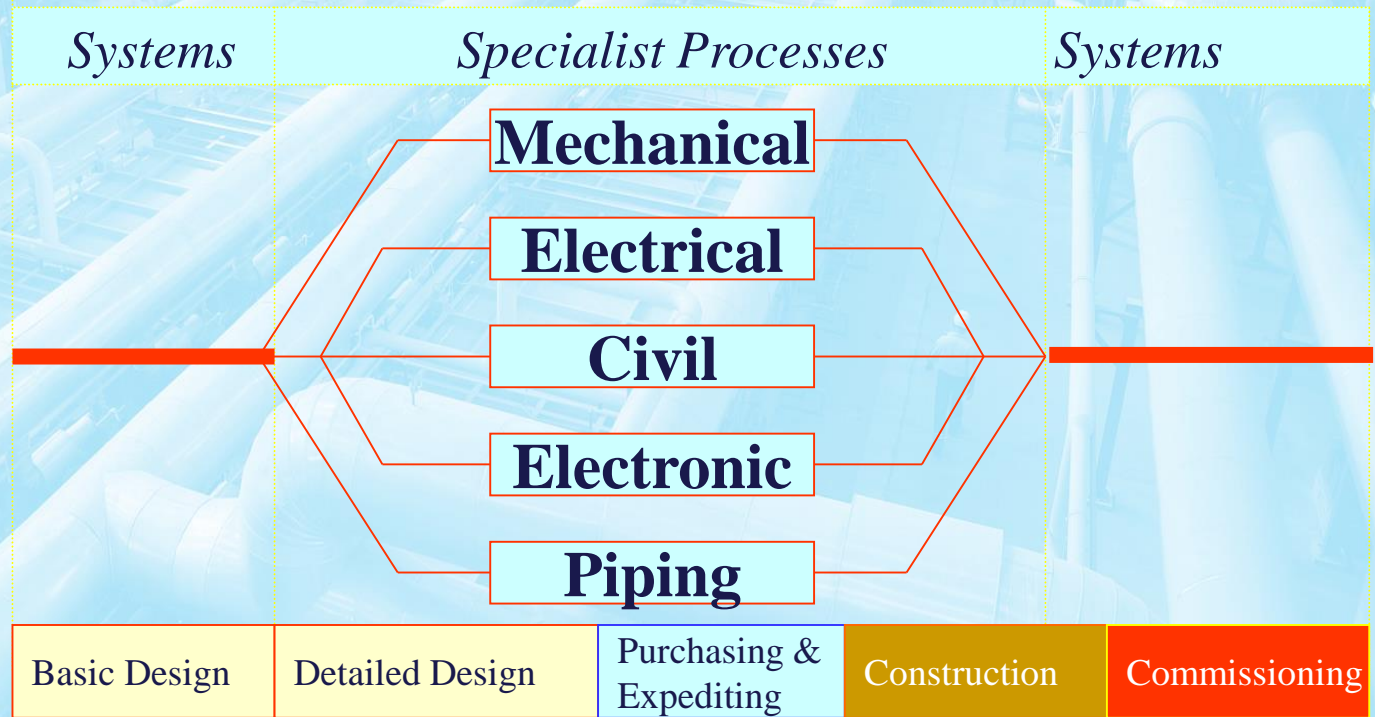 Systems
Specialist Processes
Systems
Mechanical
Electrical
Civil
Electronic
Piping
Basic Design
Detailed Design
Purchasing &
Expediting
Construction
Commissioning